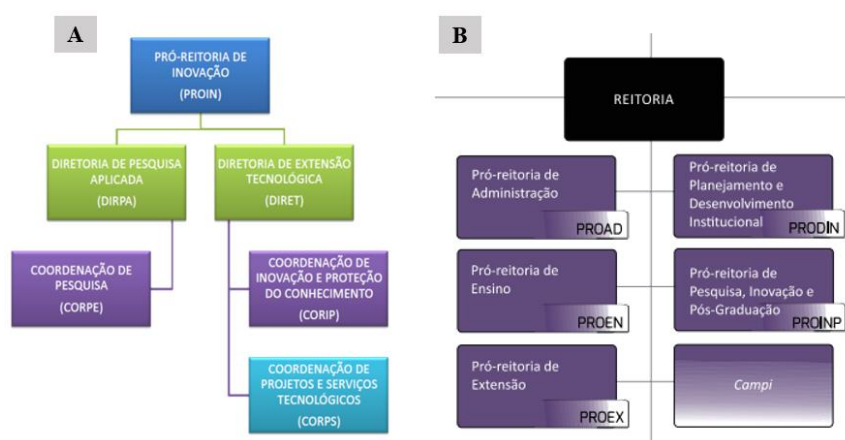 A
PRÓ-REITORIA DE
INOVAÇÃO
(PROIN)
DIRETORIA DE PESQUISA
APLICADA
(DIRPA)
DIRETORIA DE EXTENSÃO
TECNOLÓGICA
(DIRET)
COORDENAÇÃO DE
PESQUISA
(CORPE)
COORDENAÇÃO DE
INOVAÇÃO E PROTEÇÃO
DO CONHECIMENTO
(CORIP)
COORDENAÇÃO DE
PROJETOS E SERVIÇOS
TECNOLÓGICOS
(CORPS)
B
REITORIA
Pró-reitoria de
Administração
PROAD
Pró-reitoria de
Planejamento e
Desenvolvimento
Institucional
PRODIN
Pró-reitoria de
Ensino
PROEN
Pró-reitoria de
Pesquisa, Inovação e
Pós-Graduação
PROINP
Pró-reitoria de
Extensão
PROEX
Campi